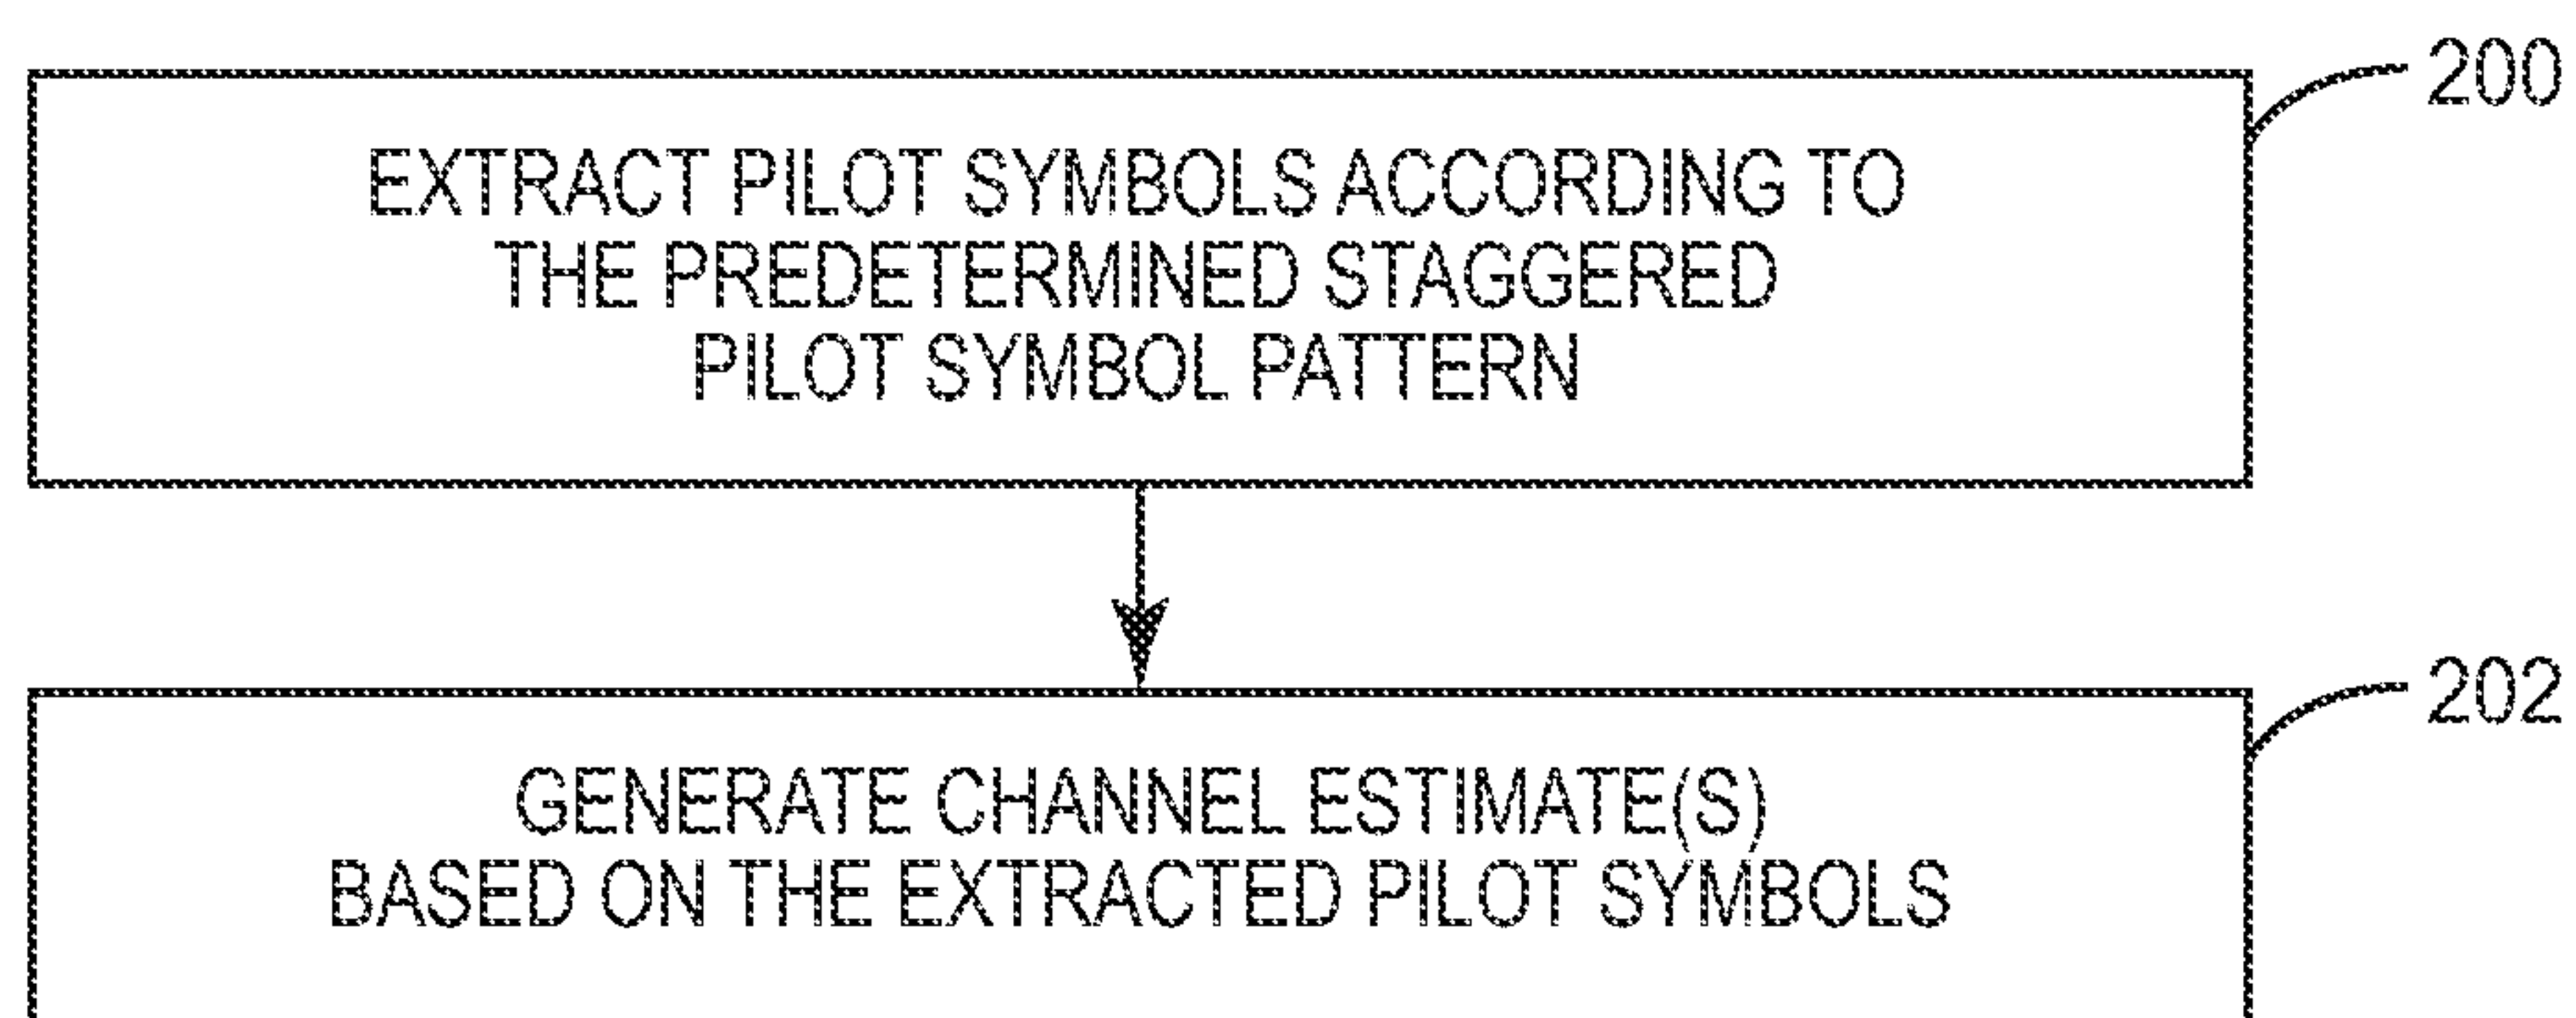 200
EXTRACT PILOT SYMBOLS ACCORDING TO
THE PREDETERMINED STAGGERED
PILOT SYMBOL PATTERN
202
GENERATE CHANNEL ESTIMATE(S)
BASED ON THE EXTRACTED PILOT SYMBOLS